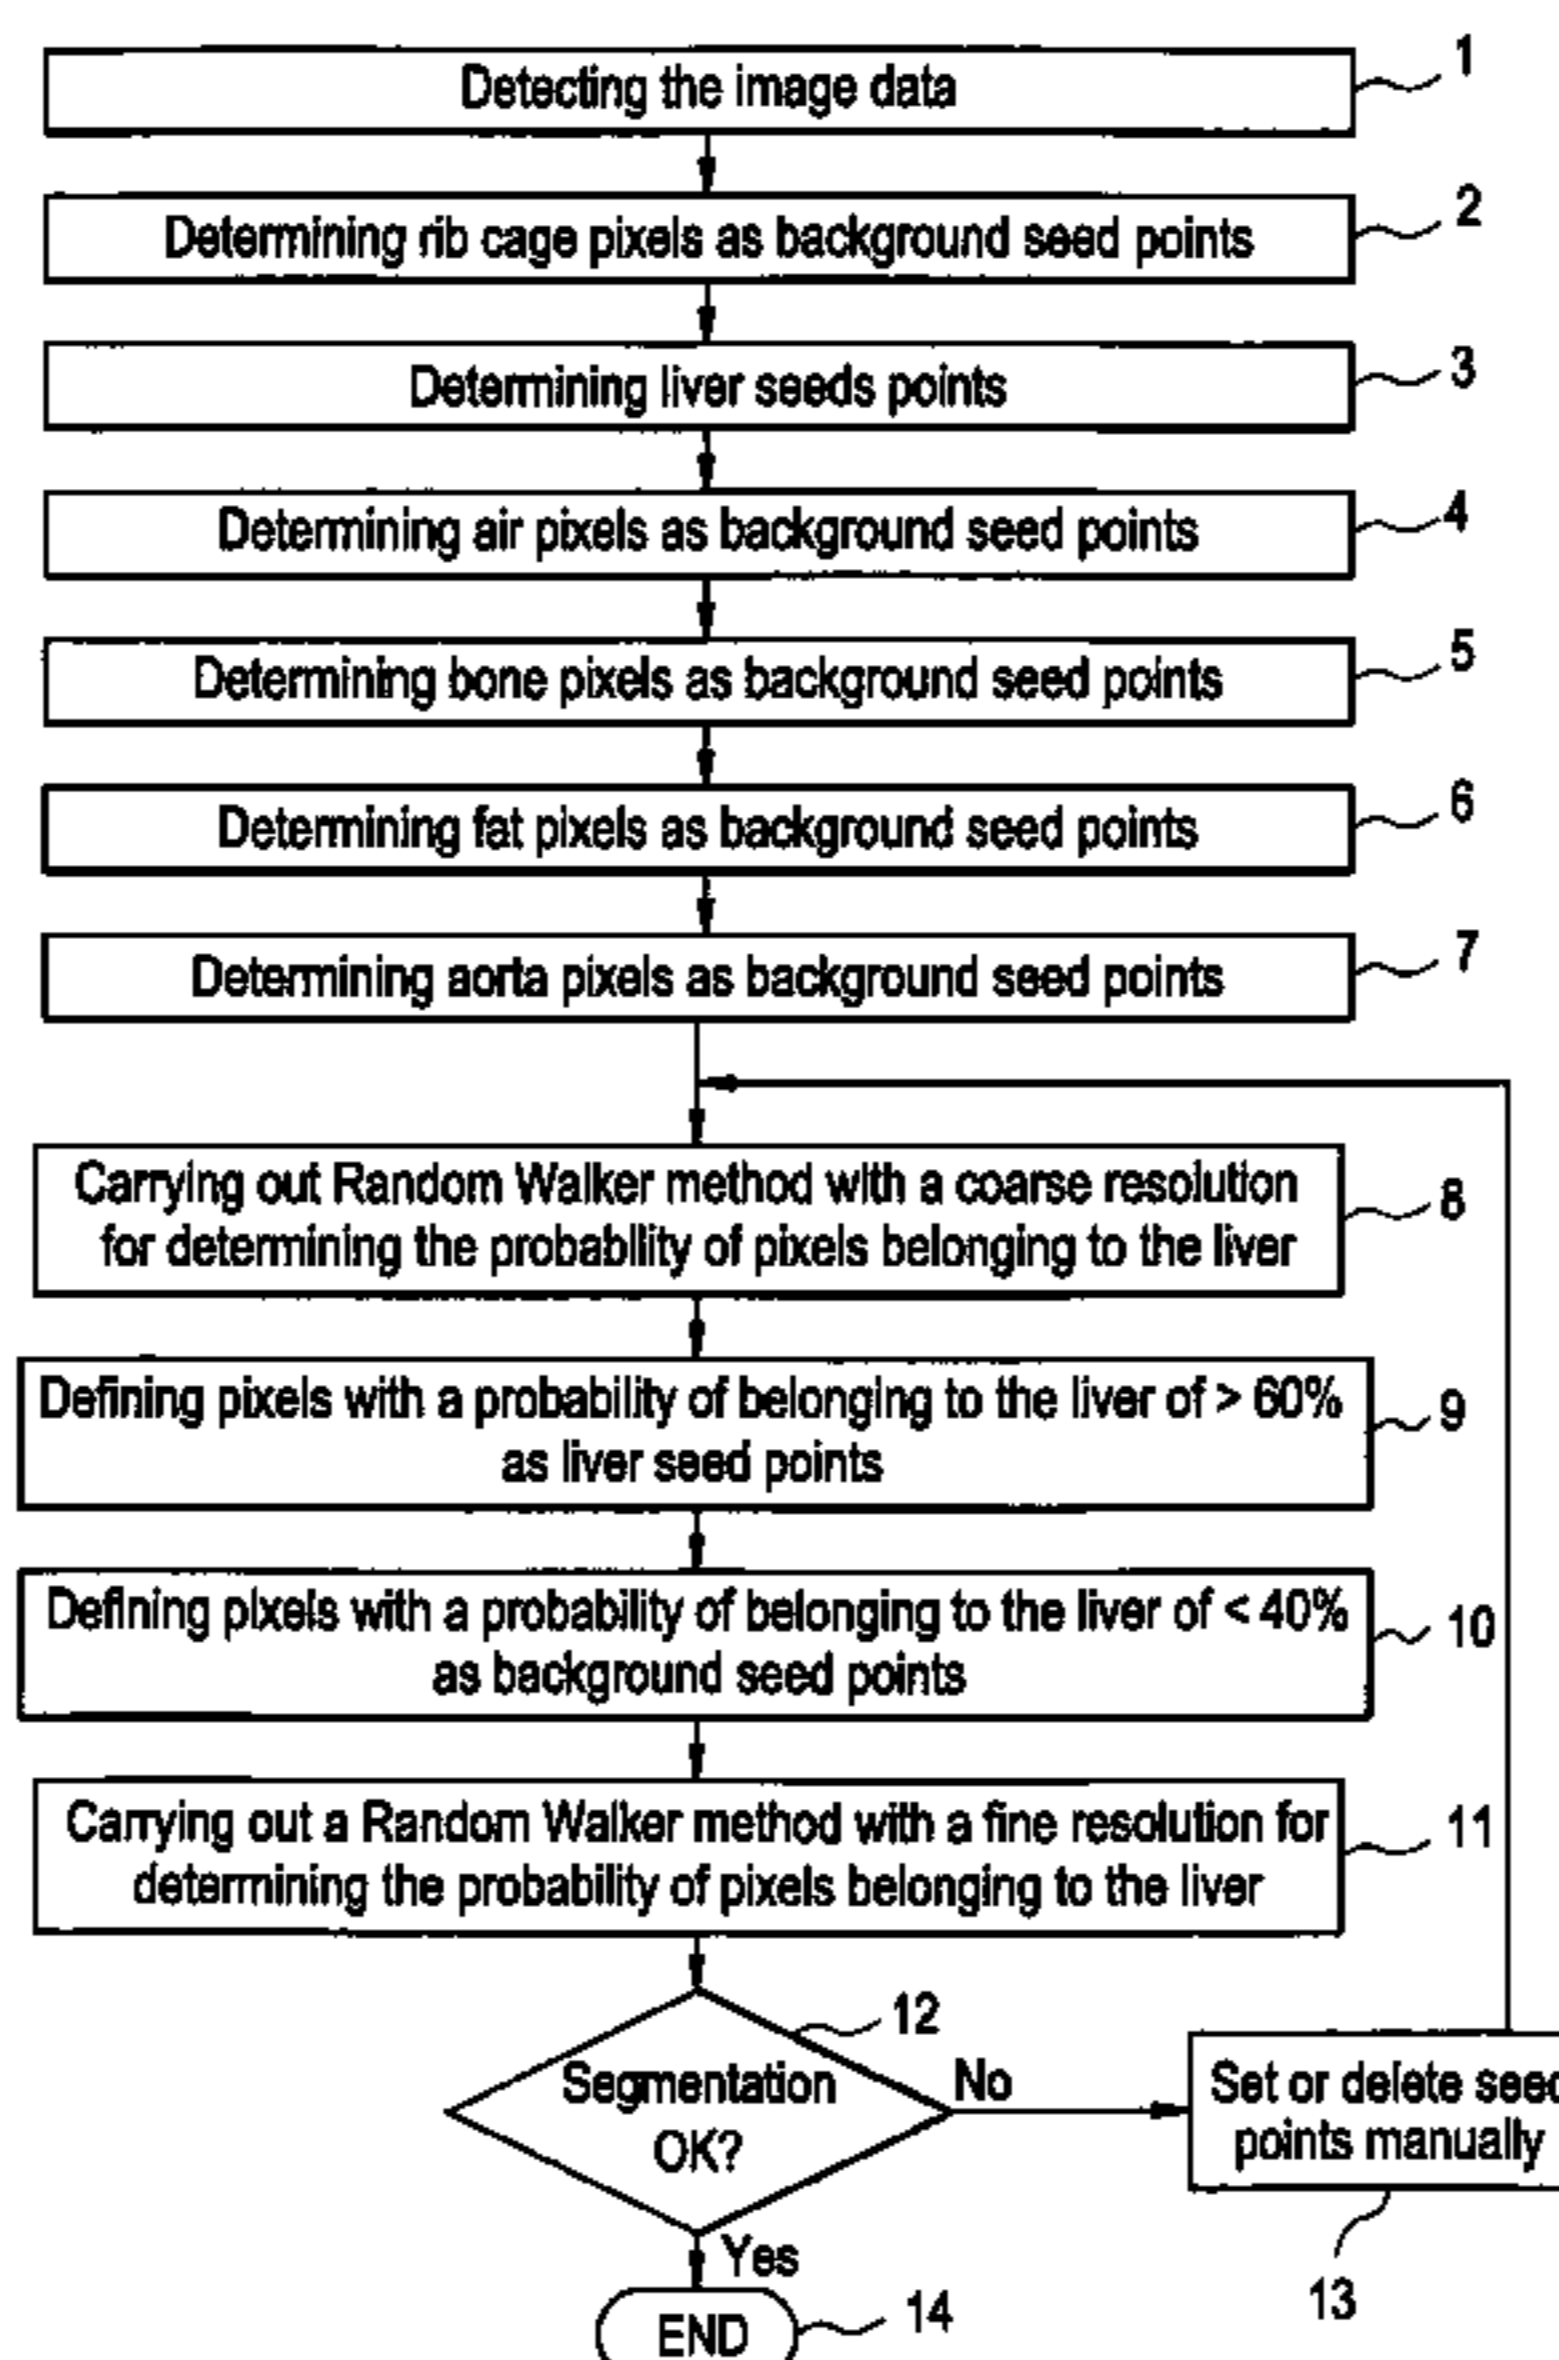 Detecting the image data
1
Determining rib cage pixels as background seed points
2
Determining liver seeds points
3
Determining air pixels as background seed points
4
Determining bone pixels as background seed points
5
Determining fat pixels as background seed points
6
Determining aorta pixels as background seed points
7
Carrying out Random Walker method with a coarse resolution
for determining the probability of pixels belonging to the liver
8
Defining pixels with a probability of belonging to the liver of > 60%
as liver seed points
9
Defining pixels with a probability of belonging to the liver of < 40%
as background seed points
10
Carrying out a Random Walker method with a fine resolution for
determining the probability of pixels belonging to the liver
11
12
Segmentation
OK?
No
Set or delete seed
points manually
13
Yes
END
14